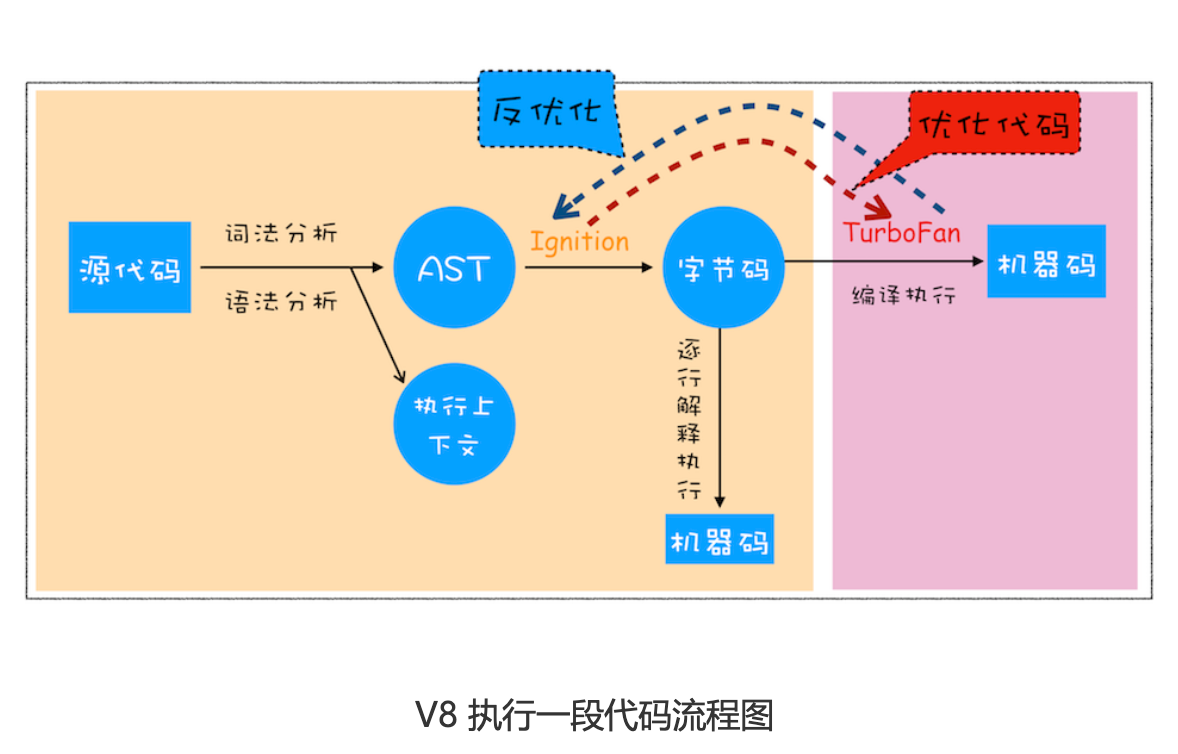 反优化
优化代码
源代码
词法分析
语法分析
AST
Ignition
字节码
TurboFan
编译执行
机器码
执行上
下文
逐
行
解
释
执
行
机器码
V8 执行一段代码流程图